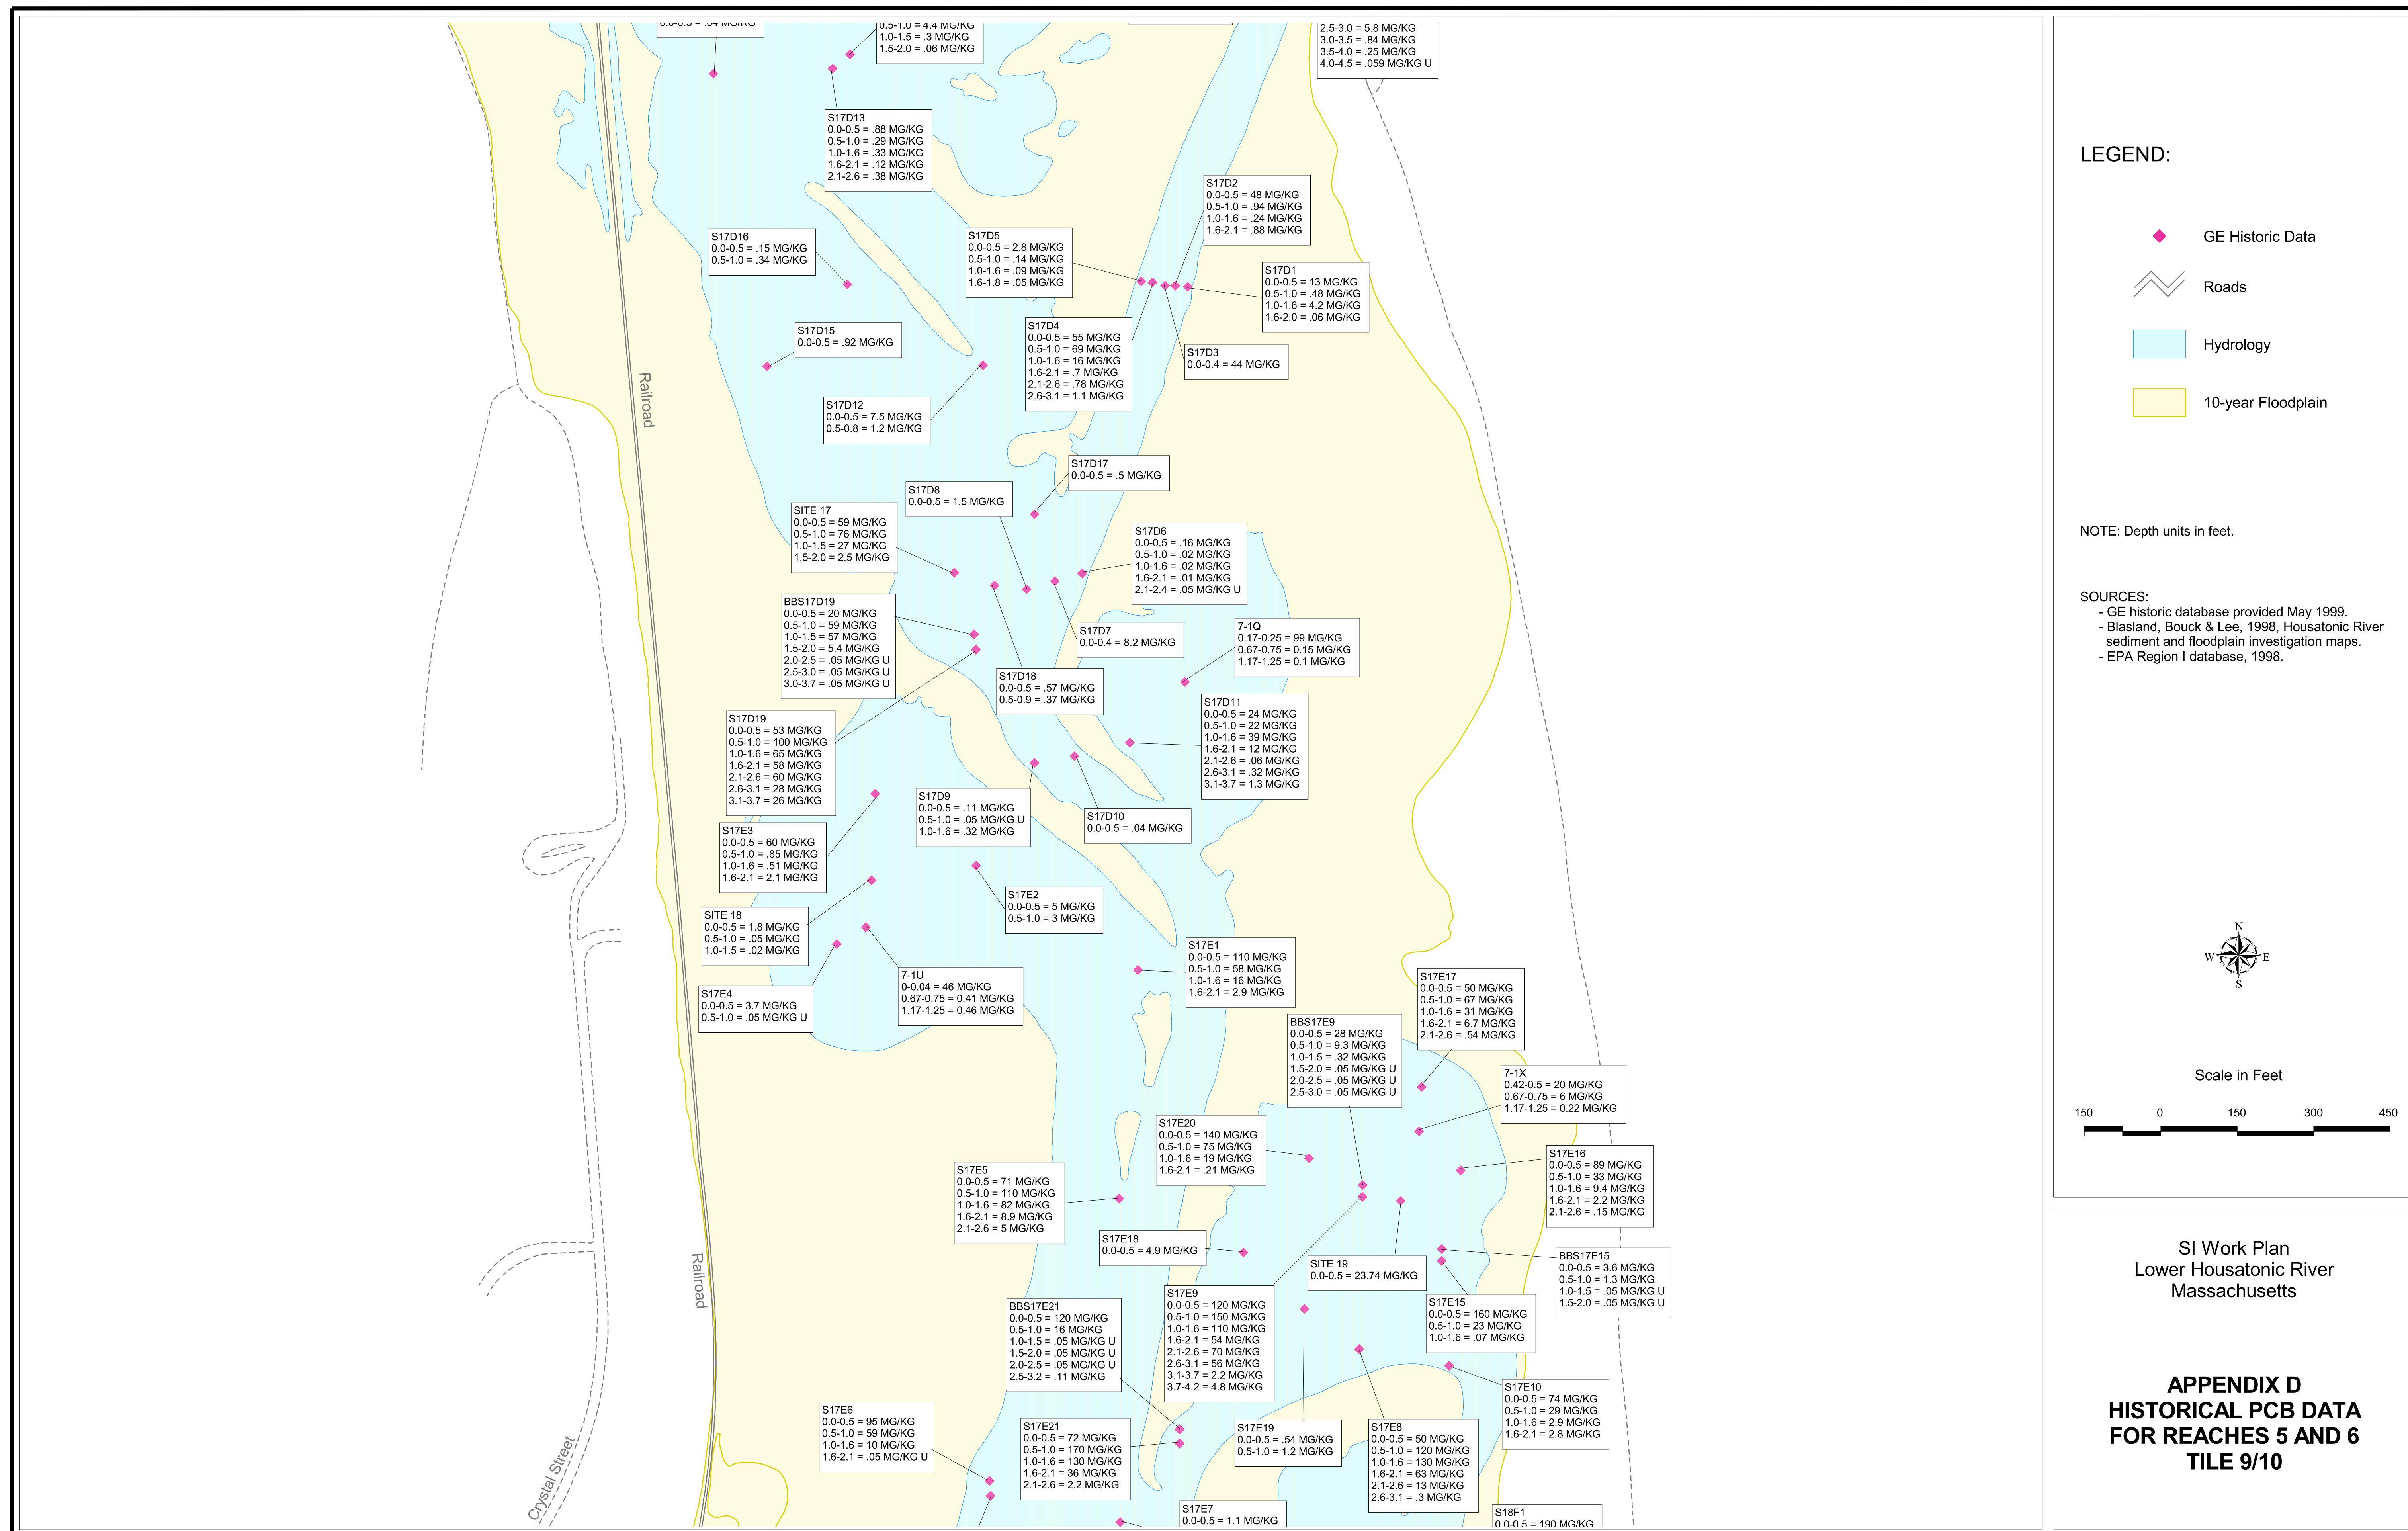 0.0-0.5 = .04 MG/KG
0.5-1.0 = 4.4 MG/KG
1.0-1.5 = .3 MG/KG
1.5-2.0 = .06 MG/KG
2.5-3.0 = 5.8 MG/KG
3.0-3.5 = .84 MG/KG
3.5-4.0 = .25 MG/KG
4.0-4.5 = .059 MG/KG U
S17D13
0.0-0.5 = .88 MG/KG
0.5-1.0 = .29 MG/KG
1.0-1.6 = .33 MG/KG
1.6-2.1 = .12 MG/KG
2.1-2.6 = .38 MG/KG
S17D2
0.0-0.5 = 48 MG/KG
0.5-1.0 = .94 MG/KG
1.0-1.6 = .24 MG/KG
1.6-2.1 = .88 MG/KG
S17D16
0.0-0.5 = .15 MG/KG
0.5-1.0 = .34 MG/KG
S17D5
0.0-0.5 = 2.8 MG/KG
0.5-1.0 = .14 MG/KG
1.0-1.6 = .09 MG/KG
1.6-1.8 = .05 MG/KG
S17D1
0.0-0.5 = 13 MG/KG
0.5-1.0 = .48 MG/KG
1.0-1.6 = 4.2 MG/KG
1.6-2.0 = .06 MG/KG
S17D15
0.0-0.5 = .92 MG/KG
S17D4
0.0-0.5 = 55 MG/KG
0.5-1.0 = 69 MG/KG
1.0-1.6 = 16 MG/KG
1.6-2.1 = .7 MG/KG
2.1-2.6 = .78 MG/KG
2.6-3.1 = 1.1 MG/KG
S17D3
0.0-0.4 = 44 MG/KG
Railroad
S17D12
0.0-0.5 = 7.5 MG/KG
0.5-0.8 = 1.2 MG/KG
S17D17
0.0-0.5 = .5 MG/KG
S17D8
0.0-0.5 = 1.5 MG/KG
SITE 17
0.0-0.5 = 59 MG/KG
0.5-1.0 = 76 MG/KG
1.0-1.5 = 27 MG/KG
1.5-2.0 = 2.5 MG/KG
S17D6
0.0-0.5 = .16 MG/KG
0.5-1.0 = .02 MG/KG
1.0-1.6 = .02 MG/KG
1.6-2.1 = .01 MG/KG
2.1-2.4 = .05 MG/KG U
BBS17D19
0.0-0.5 = 20 MG/KG
0.5-1.0 = 59 MG/KG
1.0-1.5 = 57 MG/KG
1.5-2.0 = 5.4 MG/KG
2.0-2.5 = .05 MG/KG U
2.5-3.0 = .05 MG/KG U
3.0-3.7 = .05 MG/KG U
S17D7
0.0-0.4 = 8.2 MG/KG
7-1Q
0.17-0.25 = 99 MG/KG
0.67-0.75 = 0.15 MG/KG
1.17-1.25 = 0.1 MG/KG
S17D18
0.0-0.5 = .57 MG/KG
0.5-0.9 = .37 MG/KG
S17D11
0.0-0.5 = 24 MG/KG
0.5-1.0 = 22 MG/KG
1.0-1.6 = 39 MG/KG
1.6-2.1 = 12 MG/KG
2.1-2.6 = .06 MG/KG
2.6-3.1 = .32 MG/KG
3.1-3.7 = 1.3 MG/KG
S17D19
0.0-0.5 = 53 MG/KG
0.5-1.0 = 100 MG/KG
1.0-1.6 = 65 MG/KG
1.6-2.1 = 58 MG/KG
2.1-2.6 = 60 MG/KG
2.6-3.1 = 28 MG/KG
3.1-3.7 = 26 MG/KG
S17D9
0.0-0.5 = .11 MG/KG
0.5-1.0 = .05 MG/KG U
1.0-1.6 = .32 MG/KG
S17D10
0.0-0.5 = .04 MG/KG
S17E3
0.0-0.5 = 60 MG/KG
0.5-1.0 = .85 MG/KG
1.0-1.6 = .51 MG/KG
1.6-2.1 = 2.1 MG/KG
S17E2
0.0-0.5 = 5 MG/KG
0.5-1.0 = 3 MG/KG
SITE 18
0.0-0.5 = 1.8 MG/KG
0.5-1.0 = .05 MG/KG
1.0-1.5 = .02 MG/KG
S17E1
0.0-0.5 = 110 MG/KG
0.5-1.0 = 58 MG/KG
1.0-1.6 = 16 MG/KG
1.6-2.1 = 2.9 MG/KG
7-1U
0-0.04 = 46 MG/KG
0.67-0.75 = 0.41 MG/KG
1.17-1.25 = 0.46 MG/KG
S17E4
0.0-0.5 = 3.7 MG/KG
0.5-1.0 = .05 MG/KG U
S17E17
0.0-0.5 = 50 MG/KG
0.5-1.0 = 67 MG/KG
1.0-1.6 = 31 MG/KG
1.6-2.1 = 6.7 MG/KG
2.1-2.6 = .54 MG/KG
BBS17E9
0.0-0.5 = 28 MG/KG
0.5-1.0 = 9.3 MG/KG
1.0-1.5 = .32 MG/KG
1.5-2.0 = .05 MG/KG U
2.0-2.5 = .05 MG/KG U
2.5-3.0 = .05 MG/KG U
7-1X
0.42-0.5 = 20 MG/KG
0.67-0.75 = 6 MG/KG
1.17-1.25 = 0.22 MG/KG
S17E20
0.0-0.5 = 140 MG/KG
0.5-1.0 = 75 MG/KG
1.0-1.6 = 19 MG/KG
1.6-2.1 = .21 MG/KG
S17E16
0.0-0.5 = 89 MG/KG
0.5-1.0 = 33 MG/KG
1.0-1.6 = 9.4 MG/KG
1.6-2.1 = 2.2 MG/KG
2.1-2.6 = .15 MG/KG
S17E5
0.0-0.5 = 71 MG/KG
0.5-1.0 = 110 MG/KG
1.0-1.6 = 82 MG/KG
1.6-2.1 = 8.9 MG/KG
2.1-2.6 = 5 MG/KG
S17E18
0.0-0.5 = 4.9 MG/KG
SITE 19
0.0-0.5 = 23.74 MG/KG
BBS17E15
0.0-0.5 = 3.6 MG/KG
0.5-1.0 = 1.3 MG/KG
1.0-1.5 = .05 MG/KG U
1.5-2.0 = .05 MG/KG U
Railroad
S17E9
0.0-0.5 = 120 MG/KG
0.5-1.0 = 150 MG/KG
1.0-1.6 = 110 MG/KG
1.6-2.1 = 54 MG/KG
2.1-2.6 = 70 MG/KG
2.6-3.1 = 56 MG/KG
3.1-3.7 = 2.2 MG/KG
3.7-4.2 = 4.8 MG/KG
S17E15
0.0-0.5 = 160 MG/KG
0.5-1.0 = 23 MG/KG
1.0-1.6 = .07 MG/KG
BBS17E21
0.0-0.5 = 120 MG/KG
0.5-1.0 = 16 MG/KG
1.0-1.5 = .05 MG/KG U
1.5-2.0 = .05 MG/KG U
2.0-2.5 = .05 MG/KG U
2.5-3.2 = .11 MG/KG
S17E10
0.0-0.5 = 74 MG/KG
0.5-1.0 = 29 MG/KG
1.0-1.6 = 2.9 MG/KG
1.6-2.1 = 2.8 MG/KG
S17E6
0.0-0.5 = 95 MG/KG
0.5-1.0 = 59 MG/KG
1.0-1.6 = 10 MG/KG
1.6-2.1 = .05 MG/KG U
S17E21
0.0-0.5 = 72 MG/KG
0.5-1.0 = 170 MG/KG
1.0-1.6 = 130 MG/KG
1.6-2.1 = 36 MG/KG
2.1-2.6 = 2.2 MG/KG
S17E19
0.0-0.5 = .54 MG/KG
0.5-1.0 = 1.2 MG/KG
S17E8
0.0-0.5 = 50 MG/KG
0.5-1.0 = 120 MG/KG
1.0-1.6 = 130 MG/KG
1.6-2.1 = 63 MG/KG
2.1-2.6 = 13 MG/KG
2.6-3.1 = .3 MG/KG
Crystal Street
S17E7
0.0-0.5 = 1.1 MG/KG
S18F1
0.0-0.5 = 190 MG/KG
LEGEND:
GE Historic Data
Roads
Hydrology
10-year Floodplain
NOTE: Depth units in feet.
SOURCES:
- GE historic database provided May 1999.
- Blasland, Bouck & Lee, 1998, Housatonic River
sediment and floodplain investigation maps.
- EPA Region I database, 1998.
N
W E
S
Scale in Feet
150 0 150 300 450
SI Work Plan
Lower Housatonic River
Massachusetts
APPENDIX D
HISTORICAL PCB DATA
FOR REACHES 5 AND 6
TILE 9/10